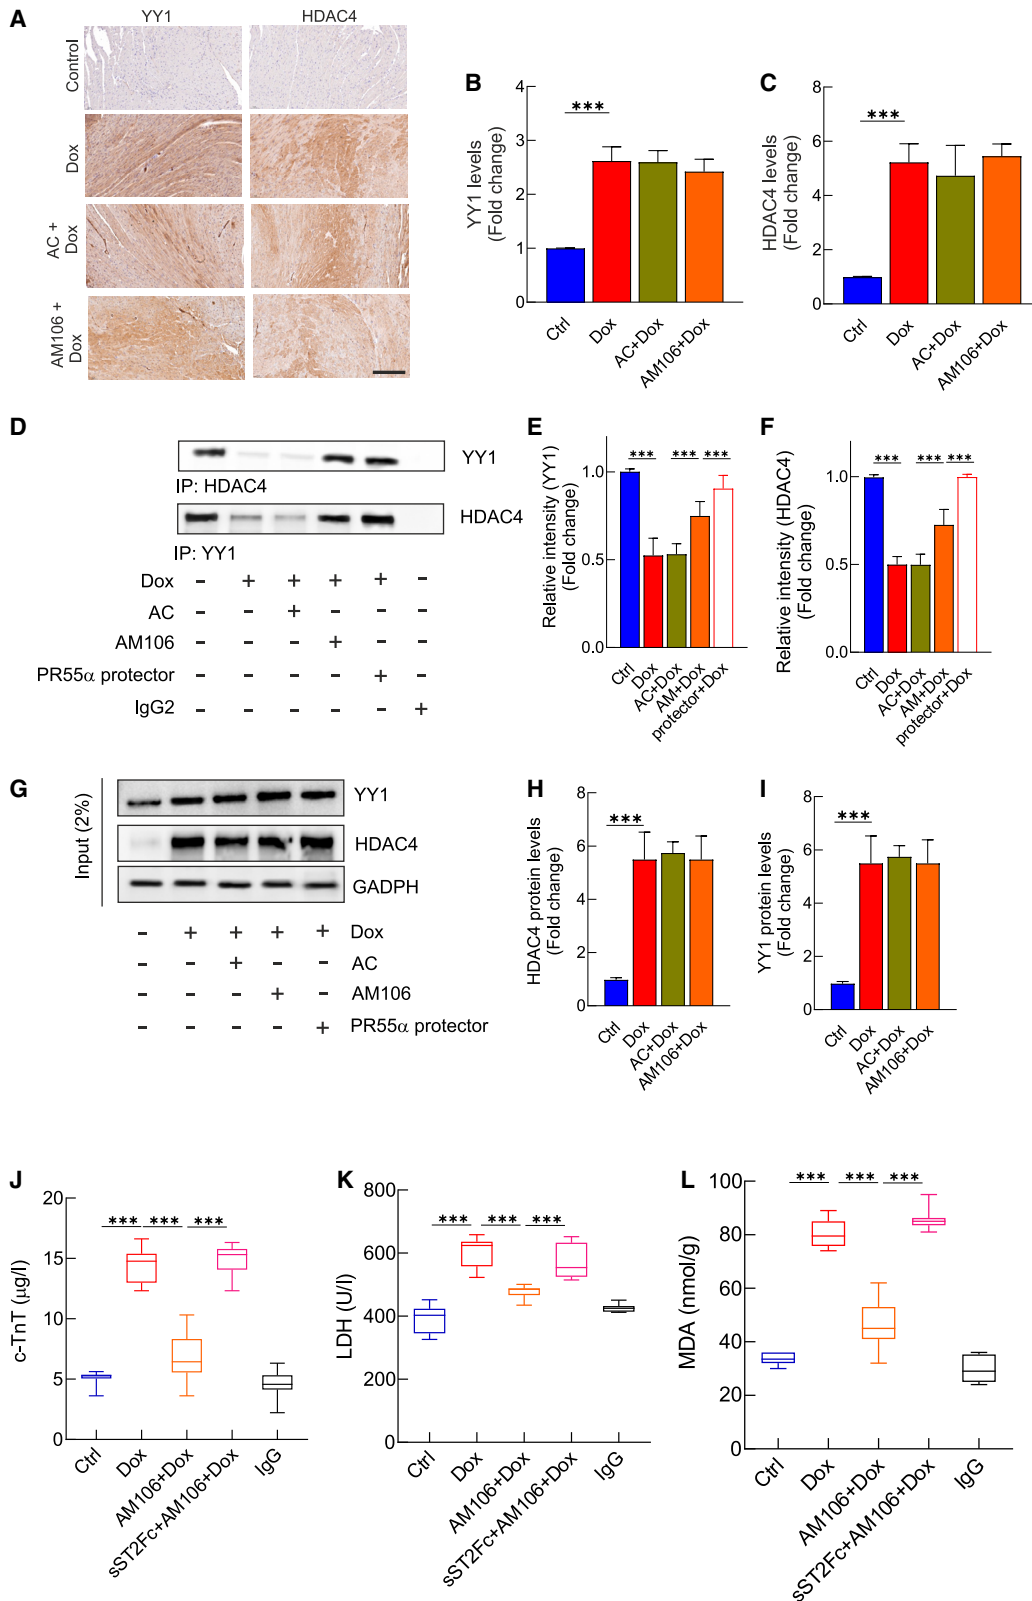 A
YY1
HDAC4
Control
Dox
AC +
Dox
AM106 +
Dox
B
YY1 levels
(Fold change)
4
3
2
1
0
***
Ctrl
Dox
AC+Dox
AM106+Dox
C
HDAC4 levels
(Fold change)
8
6
4
2
0
***
Ctrl
Dox
AC+Dox
AM106+Dox
D
YY1
IP: HDAC4
HDAC4
IP: YY1
Dox – + + + + –
AC – – + – – –
AM106 – – – + – –
PR55α protector – – – – + –
IgG2 – – – – – +
E
Relative intensity (YY1)
(Fold change)
1.0
0.5
0.0
*** *** ***
Ctrl
Dox
AC+Dox
AM+Dox
protector+Dox
F
Relative intensity (HDAC4)
(Fold change)
1.0
0.5
0.0
*** *** ***
Ctrl
Dox
AC+Dox
AM+Dox
protector+Dox
G
Input (2%)
YY1
HDAC4
GADPH
– + + + + Dox
– – + – – AC
– – – + – AM106
– – – – + PR55α protector
H
HDAC4 protein levels
(Fold change)
8
6
4
2
0
***
Ctrl
Dox
AC+Dox
AM106+Dox
I
YY1 protein levels
(Fold change)
8
6
4
2
0
***
Ctrl
Dox
AC+Dox
AM106+Dox
J
c-TnT (µg/l)
20
15
10
5
0
*** *** ***
Ctrl
Dox
AM106+Dox
sST2Fc+AM106+Dox
IgG
K
LDH (U/l)
800
600
400
200
0
*** *** ***
Ctrl
Dox
AM106+Dox
sST2Fc+AM106+Dox
IgG
L
MDA (nmol/g)
100
80
60
40
20
0
*** *** ***
Ctrl
Dox
AM106+Dox
sST2Fc+AM106+Dox
IgG